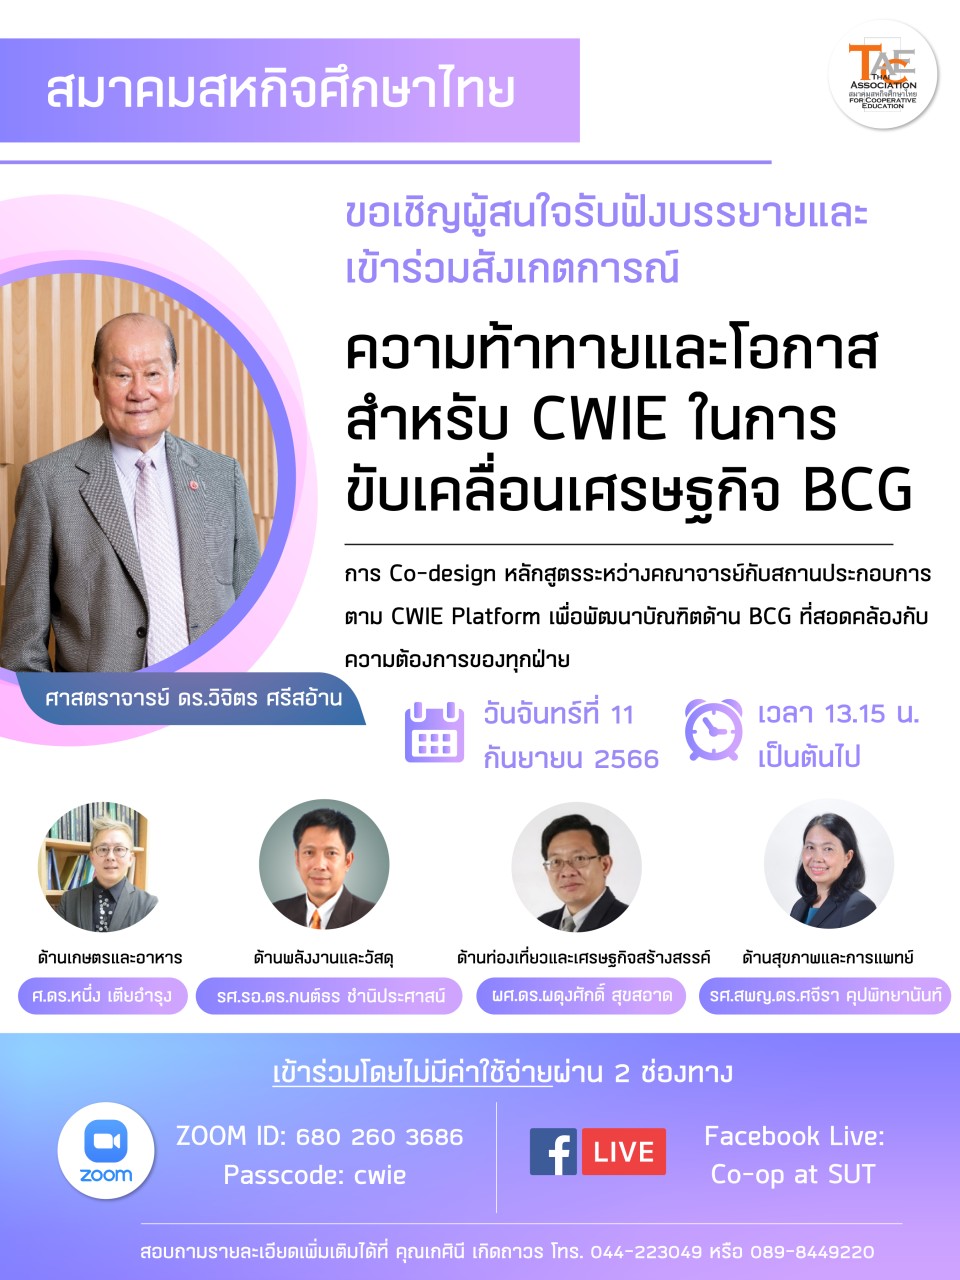 สมาคมสหกิจศึกษาไทย
TACE
THAI
ASSOCIATION
สมาคมสหกิจศึกษาไทย
FOR COOPERATIVE
EDUCATION
ขอเชิญผู้สนใจรับฟังบรรยายและ
เข้าร่วมสังเกตการณ์
ความท้าทายและโอกาส
สำหรับ CWIE ในการ
ขับเคลื่อนเศรษฐกิจ BCG
การ Co-design หลักสูตรระหว่างคณาจารย์กับสถานประกอบการ
ตาม CWIE Platform เพื่อพัฒนาบัณฑิตด้าน BCG ที่สอดคล้องกับ
ความต้องการของทุกฝ่าย
ศาสตราจารย์ ดร.วิจิตร ศรีสอ้าน
วันจันทร์ที่ 11
กันยายน 2566
เวลา 13.15 น.
เป็นต้นไป
ด้านเกษตรและอาหาร
ศ.ดร.หนึ่ง เตียอำรุง
ด้านพลังงานและวัสดุ
รศ.รอ.ดร.กนต์ธร ชำนิประศาสน์
ด้านท่องเที่ยวและเศรษฐกิจสร้างสรรค์
ผศ.ดร.ผดุงศักดิ์ สุขสอาด
ด้านสุขภาพและการแพทย์
รศ.สพญ.ดร.ศจีรา คุปพิทยานันท์
เข้าร่วมโดยไม่มีค่าใช้จ่ายผ่าน 2 ช่องทาง
zoom
ZOOM ID: 680 260 3686
Passcode: cwie
f LIVE
Facebook Live:
Co-op at SUT
สอบถามรายละเอียดเพิ่มเติมได้ที่ คุณเกศินี เกิดถาวร โทร. 044-223049 หรือ 089-8449220